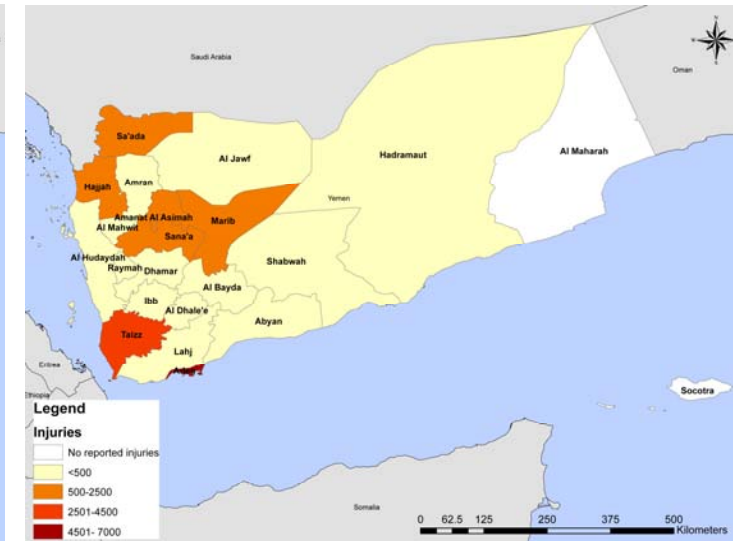 Saudi Arabia
Oman
Sa'ada
Al Jawf
Hadramaut
Al Maharah
Amran
Hajjah
Yemen
Amanat Al Asimah
Marib
Al Mahwit
Sana'a
Al Hudaydah
Shabwah
Raymah
Dhamar
Al Bayda
Ibb
Al Dhale'e
Abyan
Taizz
Lahj
Aden
Eritrea
Socotra
Ethiopia
Legend
Injuries
No reported injuries
<500
500-2500
2501-4500
4501- 7000
Somalia
0 62.5 125 250 375 500
Kilometers